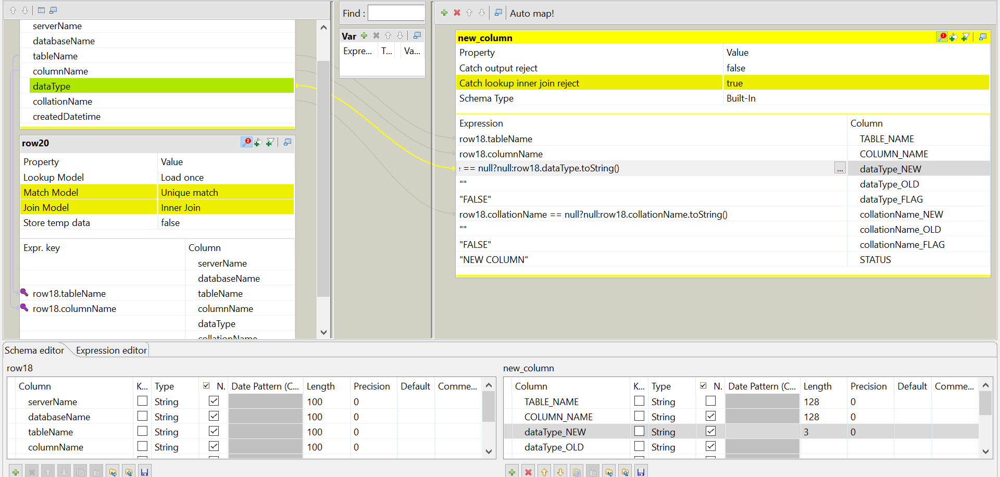 Find :
Auto map!
serverName
databaseName
tableName
columnName
dataType
collationName
createdDatetime
row20
2
Property Value
Lookup Model Load once
Match Model Unique match
Join Model Inner Join
Store temp data false
Expr. key Column
serverName
databaseName
row18.tableName tableName
row18.columnName columnName
dataType
collationName
Var
Expre... T... Va...
new_column
1
Property Value
Catch output reject false
Catch lookup inner join reject true
Schema Type Built-In
Expression Column
row18.tableName TABLE_NAME
row18.columnName COLUMN_NAME
== null?null:row18.dataType.toString() ... dataType_NEW
"" dataType_OLD
"FALSE" dataType_FLAG
row18.collationName == null?null:row18.collationName.toString() collationName_NEW
"" collationName_OLD
"FALSE" collationName_FLAG
"NEW COLUMN" STATUS
Schema editor Expression editor
row18
Column K... Type N. Date Pattern (C... Length Precision Default Comme...
serverName String 100 0
databaseName String 100 0
tableName String 100 0
columnName String 100 0
new_column
Column K... Type N. Date Pattern (C... Length Precision Default Comme...
TABLE_NAME String 128 0
COLUMN_NAME String 128 0
dataType_NEW String 3 0
dataType_OLD String